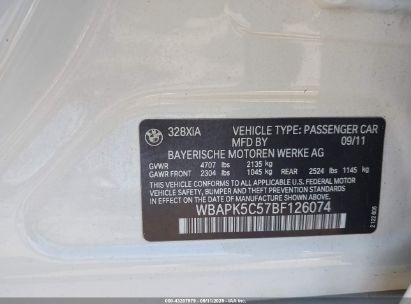 328XiA VEHICLE TYPE: PASSENGER CAR
MFD BY 09/11
BAYERISCHE MOTOREN WERKE AG
GVWR 4707 lbs 2135 kg
GAWR FRONT 2304 lbs 1045 kg REAR 2524 lbs 1145 kg
THIS VEHICLE CONFORMS TO ALL APPLICABLE
U.S. FEDERAL MOTOR VEHICLE SAFETY, BUMPER,
AND THEFT PREVENTION STANDARDS
IN EFFECT ON THE DATE OF
MANUFACTURE SHOWN ABOVE.
WBAPK5C57BF126074